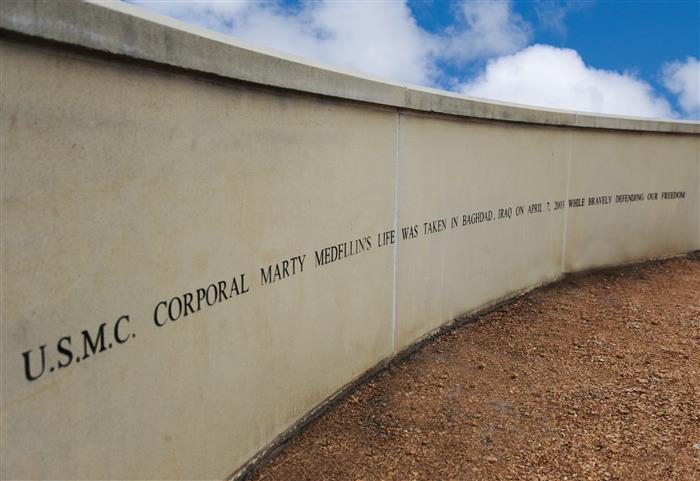 U.S.M.C. CORPORAL MARTY MEDELLIN'S LIFE WAS TAKEN IN BAGHDAD, IRAQ ON APRIL 7, 2003 WHILE BRAVELY DEFENDING OUR FREEDOM